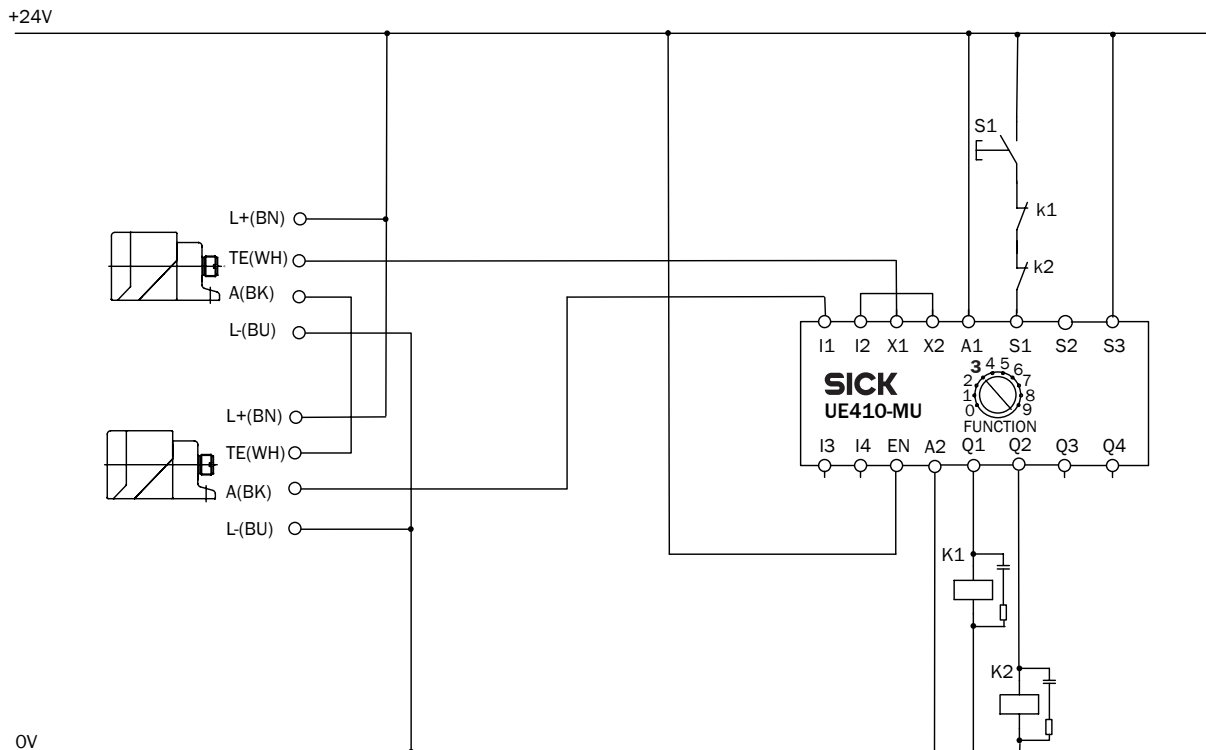 +24V
S1
k1
k2
L+(BN)
TE(WH)
A(BK)
L-(BU)
L+(BN)
TE(WH)
A(BK)
L-(BU)
I1 I2 X1 X2 A1 S1 S2 S3
SICK
UE410-MU
0 1 2 3 4 5 6 7 8 9
FUNCTION
I3 I4 EN A2 Q1 Q2 Q3 Q4
K1
K2
0V